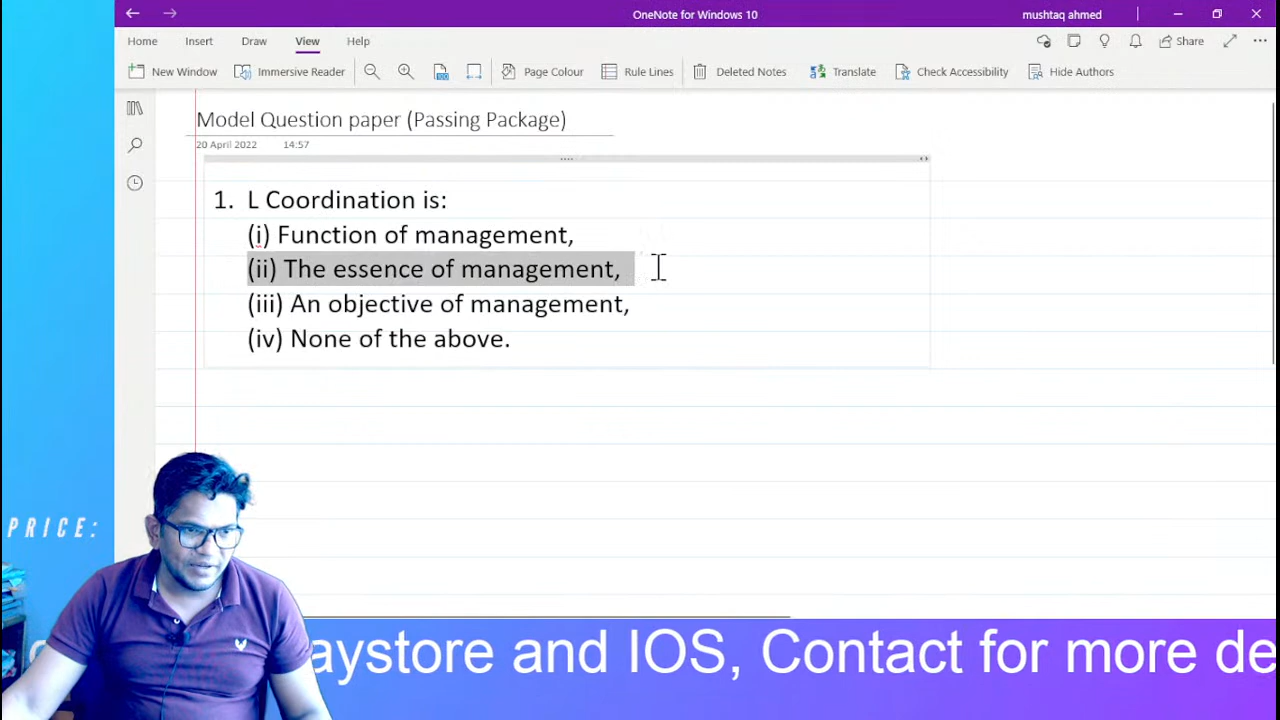 OneNote for Windows 10
mushtaq ahmed
Home Insert Draw View Help
Share
New Window Immersive Reader Page Colour Rule Lines Deleted Notes Translate Check Accessibility Hide Authors
Model Question paper (Passing Package)
20 April 2022 14:57
1. L Coordination is:
(i) Function of management,
(ii) The essence of management,
(iii) An objective of management,
(iv) None of the above.
PRICE:
aystore and IOS, Contact for more de